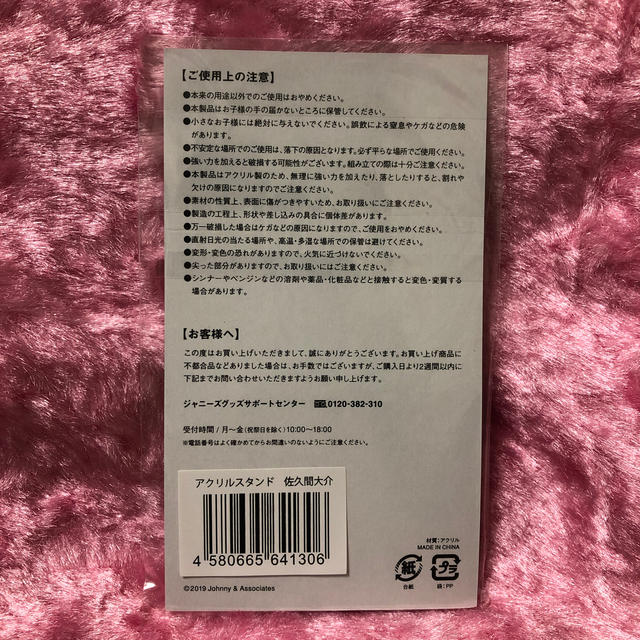 【ご使用上の注意】
●本来の用途以外でのご使用はおやめください。
●本製品はお子様の手の届かないところに保管してください。
●小さなお子様には絶対に与えないでください。誤飲による窒息やケガなどの危険
があります。
●不安定な場所でのご使用は、落下の原因となります。必ず平らな場所でご使用ください。
●強い力を加えると破損する可能性がございます。組み立ての際は十分ご注意ください。
●本製品はアクリル製のため、無理に強い力を加えたり、落としたりすると、割れや
欠けの原因になりますのでご注意ください。
●素材の性質上、表面に傷がつきやすいため、お取り扱いにご注意ください。
●製造の工程上、形状や差し込みの具合に個体差があります。
●万一破損した場合はケガなどの原因になりますので、ご使用をおやめください。
●直射日光の当たる場所や、高温・多湿な場所での保管は避けてください。
●変形・変色の恐れがありますので、火気に近づけないでください。
●尖った部分がありますので、お取り扱いにはご注意ください。
●シンナーやベンジンなどの溶剤や薬品・化粧品などと接触すると変色・変質する
場合があります。
【お客様へ】
この度はお買い上げいただきまして、誠にありがとうございます。お買い上げ商品に
不都合品などありました場合は、お手数ではございますが、ご購入日より2週間以内に
下記までお問い合わせいただきますようお願い申し上げます。
ジャニーズグッズサポートセンター 0120-382-310
受付時間 / 月〜金(祝祭日を除く)10:00〜18:00
※電話番号はよく確かめてからお間違いのないようにご注意ください。
アクリルスタンド 佐久間大介
4 580665 641306
材質:アクリル
MADE IN CHINA
紙
台紙
プラ
袋:PP
©2019 Johnny & Associates